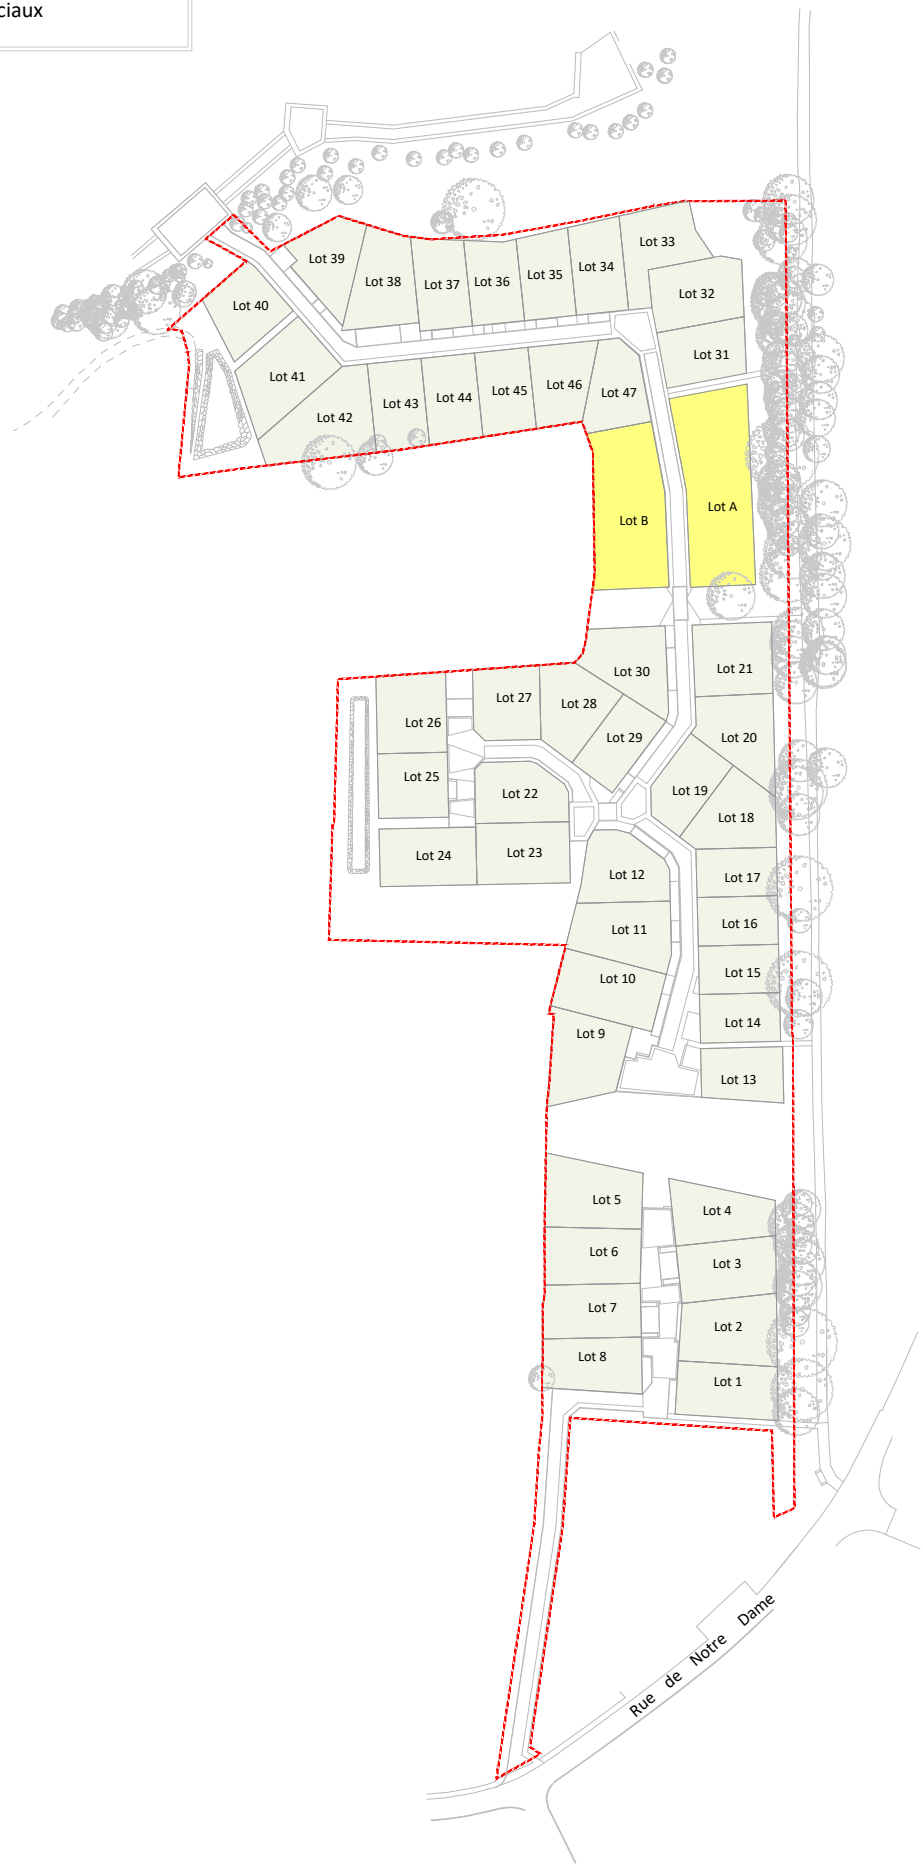 ciaux
Lot 33
Lot 39
Lot 38
Lot 37
Lot 36
Lot 35
Lot 34
Lot 32
Lot 40
Lot 31
Lot 41
Lot 42
Lot 43
Lot 44
Lot 45
Lot 46
Lot 47
Lot B
Lot A
Lot 30
Lot 21
Lot 27
Lot 28
Lot 26
Lot 29
Lot 20
Lot 25
Lot 22
Lot 19
Lot 18
Lot 24
Lot 23
Lot 12
Lot 17
Lot 11
Lot 16
Lot 10
Lot 15
Lot 9
Lot 14
Lot 13
Lot 5
Lot 4
Lot 6
Lot 3
Lot 7
Lot 2
Lot 8
Lot 1
Rue de Notre Dame